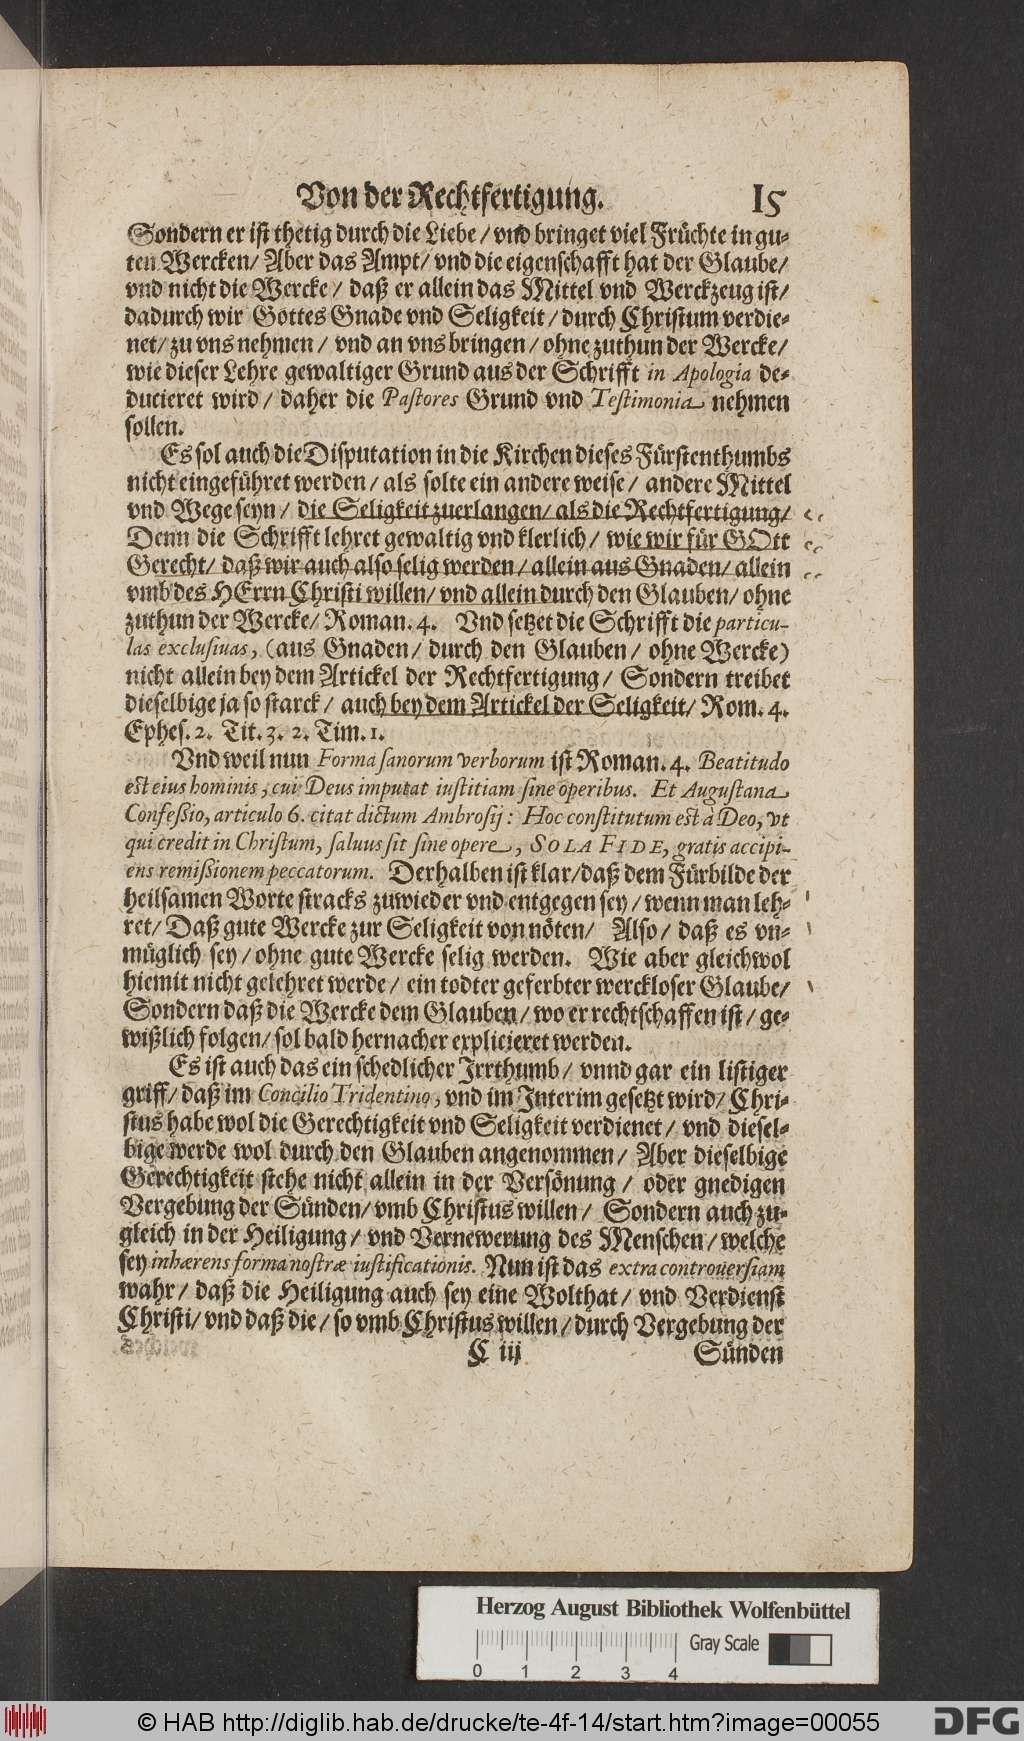 Von der Rechtfertigung. 15
Sondern er ist thetig durch die Liebe / vnd bringet viel Früchte in gu-
ten Wercken / Aber das Ampt / vnd die eigenschafft hat der Glaube /
vnd nicht die Wercke / daß er allein das Mittel vnd Werckzeug ist /
dadurch wir Gottes Gnade vnd Seligkeit / durch Christum verdie-
net / zu vns nehmen / vnd an vns bringen / ohne zuthun der Wercke /
wie dieser Lehre gewaltiger Grund aus der Schrifft in Apologia de-
ducieret wird / daher die Pastores Grund vnd Testimonia nehmen
sollen.
Es sol auch die Disputation in die Kirchen dieses Fürstenthumbs
nicht eingeführet werden / als solte ein andere weise / andere Mittel
vnd Wege seyn / die Seligkeit zuerlangen / als die Rechtfertigung /
Denn die Schrifft lehret gewaltig vnd klerlich / wie wir für GOtt
Gerecht / daß wir auch also selig werden / allein aus Gnaden / allein
vmb des HErrn Christi willen / vnd allein durch den Glauben / ohne
zuthun der Wercke / Roman. 4. Vnd setzet die Schrifft die particu-
las exclusiuas, (aus Gnaden / durch den Glauben / ohne Wercke)
nicht allein bey dem Artickel der Rechtfertigung / Sondern treibet
dieselbige ja so starck / auch bey dem Artickel der Seligkeit / Rom. 4.
Ephes. 2. Tit. 3. 2. Tim. 1.
Vnd weil nun Forma sanorum verborum ist Roman. 4. Beatitudo
est eius hominis, cui Deus imputat iustitiam sine operibus. Et Augustana
Confeßio, articulo 6. citat dictum Ambrosij: Hoc constitutum est à Deo, vt
qui credit in Christum, saluus sit sine opere, SOLA FIDE, gratis accipi-
ens remißionem peccatorum. Derhalben ist klar / daß dem Fürbilde der
heilsamen Worte stracks zuwieder vnd entgegen sey / wenn man leh-
ret / Daß gute Wercke zur Seligkeit von nöten / Also / daß es vn-
müglich sey / ohne gute Wercke selig werden. Wie aber gleichwol
hiemit nicht gelehret werde / ein todter geferbter werckloser Glaube /
Sondern daß die Wercke dem Glauben / wo er rechtschaffen ist / ge-
wißlich folgen / sol bald hernacher explicieret werden.
Es ist auch das ein schedlicher Irrthumb / vnnd gar ein listiger
griff / daß im Concilio Tridentino, vnd im Interim gesetzt wird / Chri-
stus habe wol die Gerechtigkeit vnd Seligkeit verdienet / vnd diesel-
bige werde wol durch den Glauben angenommen / Aber dieselbige
Gerechtigkeit stehe nicht allein in der Versönung / oder gnedigen
Vergebung der Sünden / vmb Christus willen / Sondern auch zu-
gleich in der Heiligung / vnd Vernewerung des Menschen / welche
sey inhærens forma nostræ iustificationis. Nun ist das extra controuersiam
wahr / daß die Heiligung auch sey eine Wolthat / vnd Verdienst
Christi / vnd daß die / so vmb Christus willen / durch Vergebung der
C iij Sünden
Herzog August Bibliothek Wolfenbüttel
Gray Scale
0 1 2 3 4
© HAB http://diglib.hab.de/drucke/te-4f-14/start.htm?image=00055 DFG